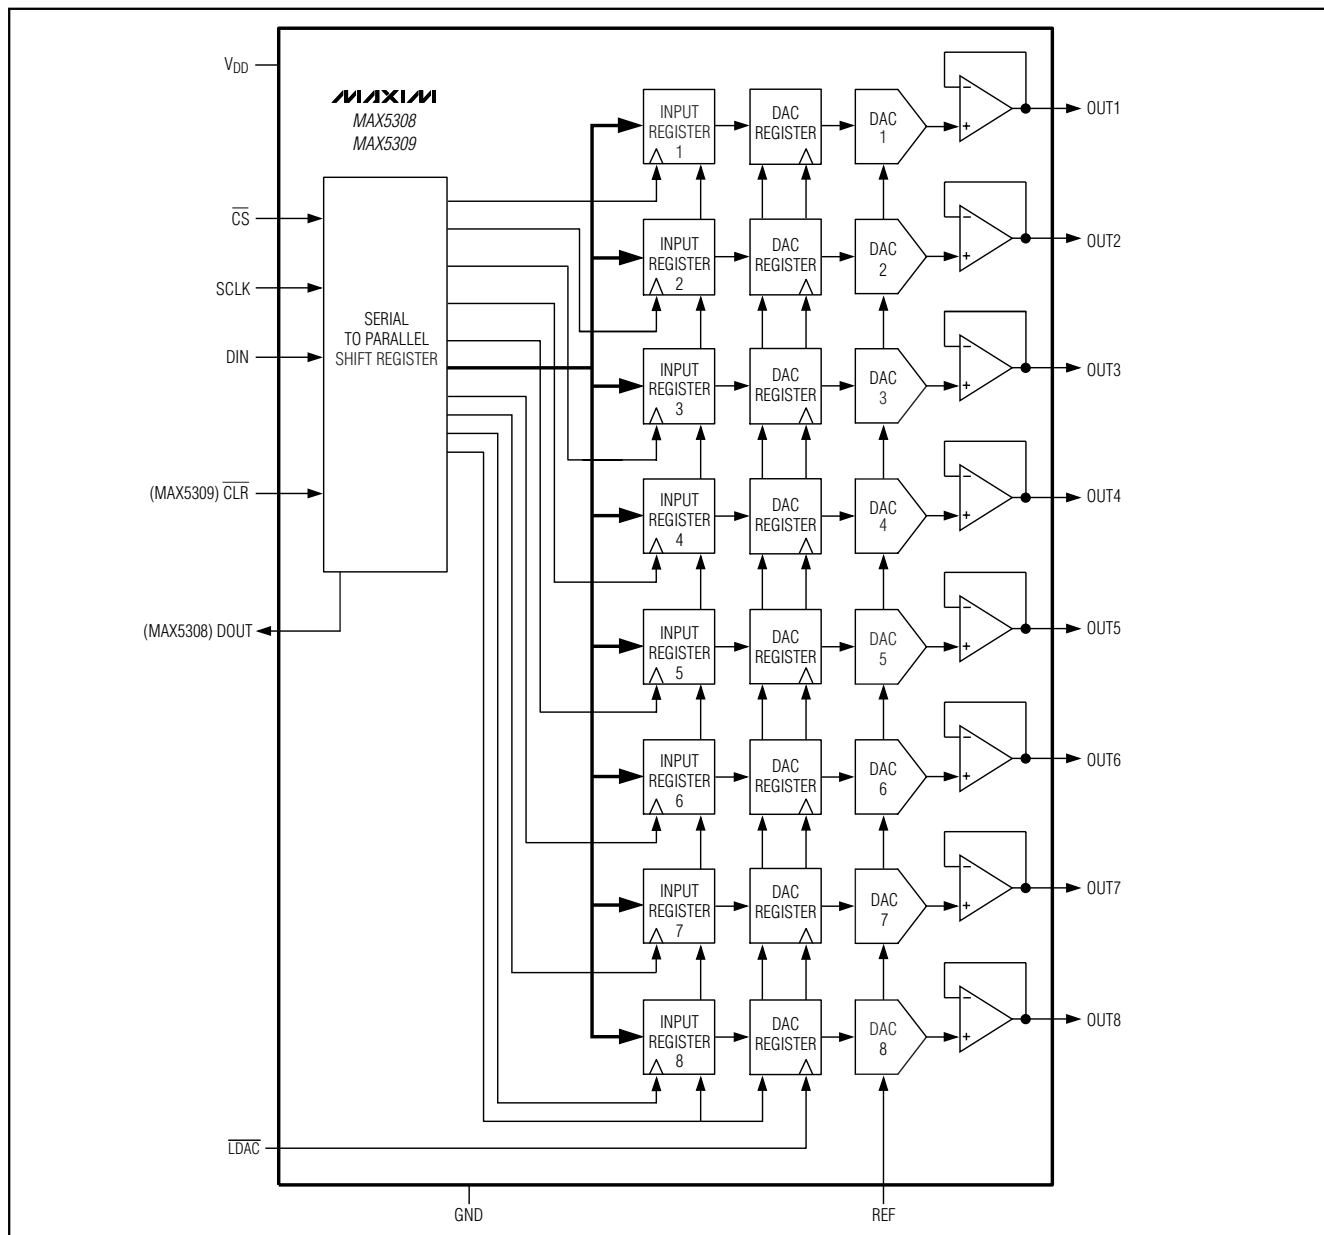 VDD
MAXIM
MAX5308
MAX5309
CS
SCLK
DIN
(MAX5309) CLR
(MAX5308) DOUT
LDAC
SERIAL
TO PARALLEL
SHIFT REGISTER
INPUT
REGISTER
1
DAC
REGISTER
DAC
1
-
+
OUT1
INPUT
REGISTER
2
DAC
REGISTER
DAC
2
-
+
OUT2
INPUT
REGISTER
3
DAC
REGISTER
DAC
3
-
+
OUT3
INPUT
REGISTER
4
DAC
REGISTER
DAC
4
-
+
OUT4
INPUT
REGISTER
5
DAC
REGISTER
DAC
5
-
+
OUT5
INPUT
REGISTER
6
DAC
REGISTER
DAC
6
-
+
OUT6
INPUT
REGISTER
7
DAC
REGISTER
DAC
7
-
+
OUT7
INPUT
REGISTER
8
DAC
REGISTER
DAC
8
-
+
OUT8
GND
REF